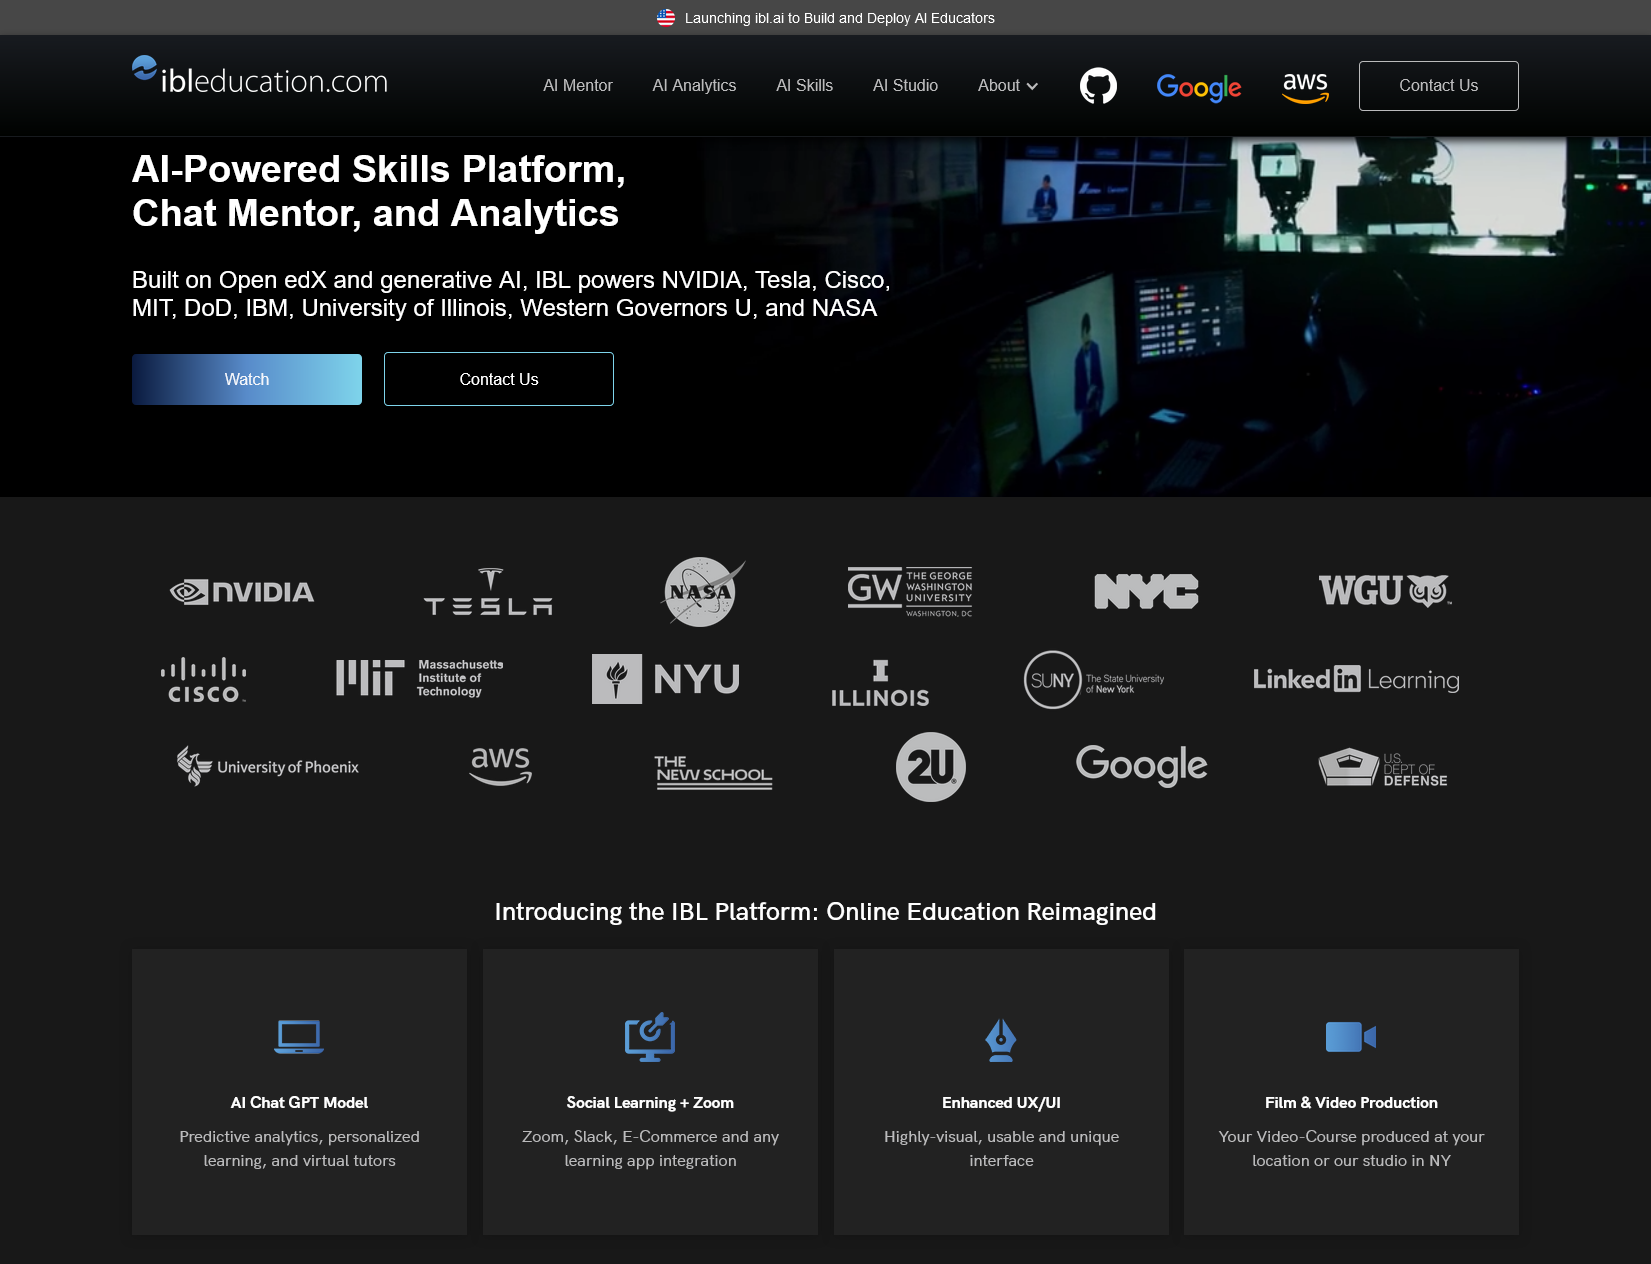 Launching ibl.ai to Build and Deploy AI Educators
ibleducation.com
AI Mentor
AI Analytics
AI Skills
AI Studio
About
Google
aws
Contact Us
AI-Powered Skills Platform,
Chat Mentor, and Analytics
Built on Open edX and generative AI, IBL powers NVIDIA, Tesla, Cisco,
MIT, DoD, IBM, University of Illinois, Western Governors U, and NASA
Watch
Contact Us
NVIDIA
TESLA
NASA
GW
THE GEORGE
WASHINGTON
UNIVERSITY
WASHINGTON, DC
NYC
WGU
CISCO
MIT
Massachusetts
Institute of
Technology
NYU
I
ILLINOIS
SUNY
The State University
of New York
LinkedIn Learning
University of Phoenix
aws
THE
NEW SCHOOL
2U
Google
U.S.
DEPT OF
DEFENSE
Introducing the IBL Platform: Online Education Reimagined
AI Chat GPT Model
Predictive analytics, personalized
learning, and virtual tutors
Social Learning + Zoom
Zoom, Slack, E-Commerce and any
learning app integration
Enhanced UX/UI
Highly-visual, usable and unique
interface
Film & Video Production
Your Video-Course produced at your
location or our studio in NY